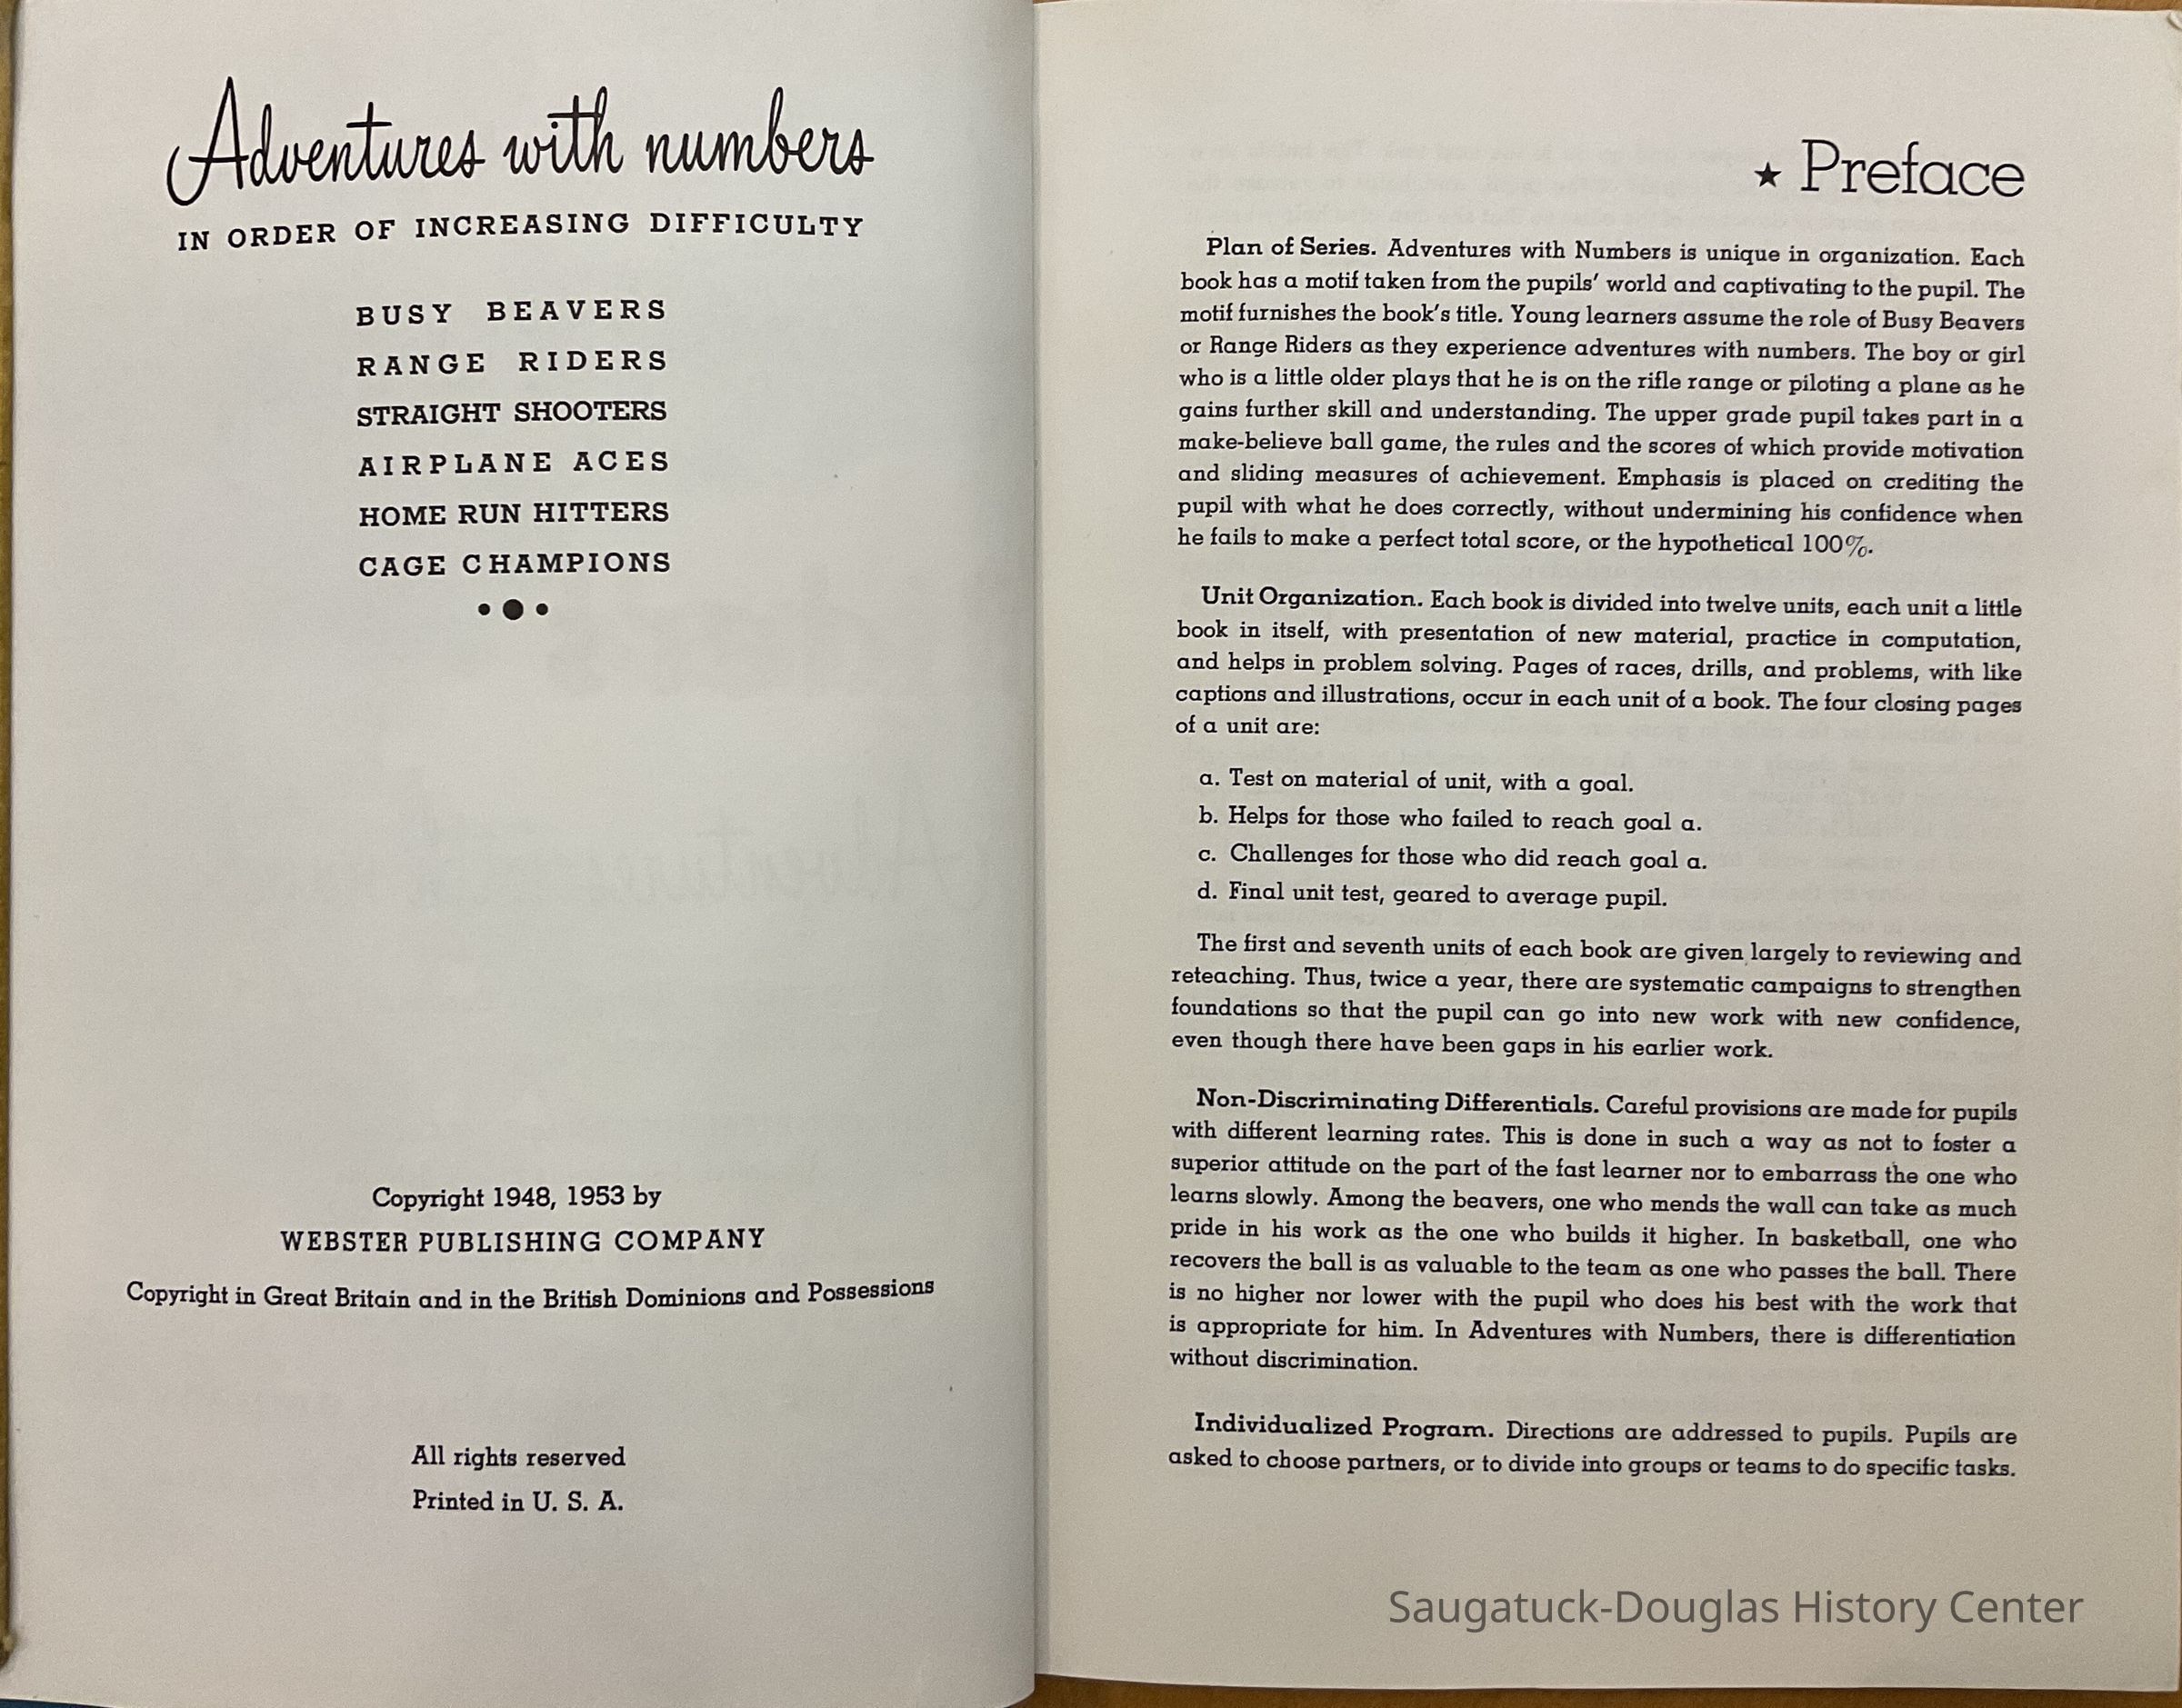 Adventures with numbers
IN ORDER OF INCREASING DIFFICULTY
BUSY BEAVERS
RANGE RIDERS
STRAIGHT SHOOTERS
AIRPLANE ACES
HOME RUN HITTERS
CAGE CHAMPIONS
Copyright 1948, 1953 by
WEBSTER PUBLISHING COMPANY
Copyright in Great Britain and in the British Dominions and Possessions
All rights reserved
Printed in U. S. A.
★ Preface
Plan of Series. Adventures with Numbers is unique in organization. Each
book has a motif taken from the pupils' world and captivating to the pupil. The
motif furnishes the book's title. Young learners assume the role of Busy Beavers
or Range Riders as they experience adventures with numbers. The boy or girl
who is a little older plays that he is on the rifle range or piloting a plane as he
gains further skill and understanding. The upper grade pupil takes part in a
make-believe ball game, the rules and the scores of which provide motivation
and sliding measures of achievement. Emphasis is placed on crediting the
pupil with what he does correctly, without undermining his confidence when
he fails to make a perfect total score, or the hypothetical 100%.
Unit Organization. Each book is divided into twelve units, each unit a little
book in itself, with presentation of new material, practice in computation,
and helps in problem solving. Pages of races, drills, and problems, with like
captions and illustrations, occur in each unit of a book. The four closing pages
of a unit are:
a. Test on material of unit, with a goal.
b. Helps for those who failed to reach goal a.
c. Challenges for those who did reach goal a.
d. Final unit test, geared to average pupil.
The first and seventh units of each book are given largely to reviewing and
reteaching. Thus, twice a year, there are systematic campaigns to strengthen
foundations so that the pupil can go into new work with new confidence,
even though there have been gaps in his earlier work.
Non-Discriminating Differentials. Careful provisions are made for pupils
with different learning rates. This is done in such a way as not to foster a
superior attitude on the part of the fast learner nor to embarrass the one who
learns slowly. Among the beavers, one who mends the wall can take as much
pride in his work as the one who builds it higher. In basketball, one who
recovers the ball is as valuable to the team as one who passes the ball. There
is no higher nor lower with the pupil who does his best with the work that
is appropriate for him. In Adventures with Numbers, there is differentiation
without discrimination.
Individualized Program. Directions are addressed to pupils. Pupils are
asked to choose partners, or to divide into groups or teams to do specific tasks.
Saugatuck-Douglas History Center